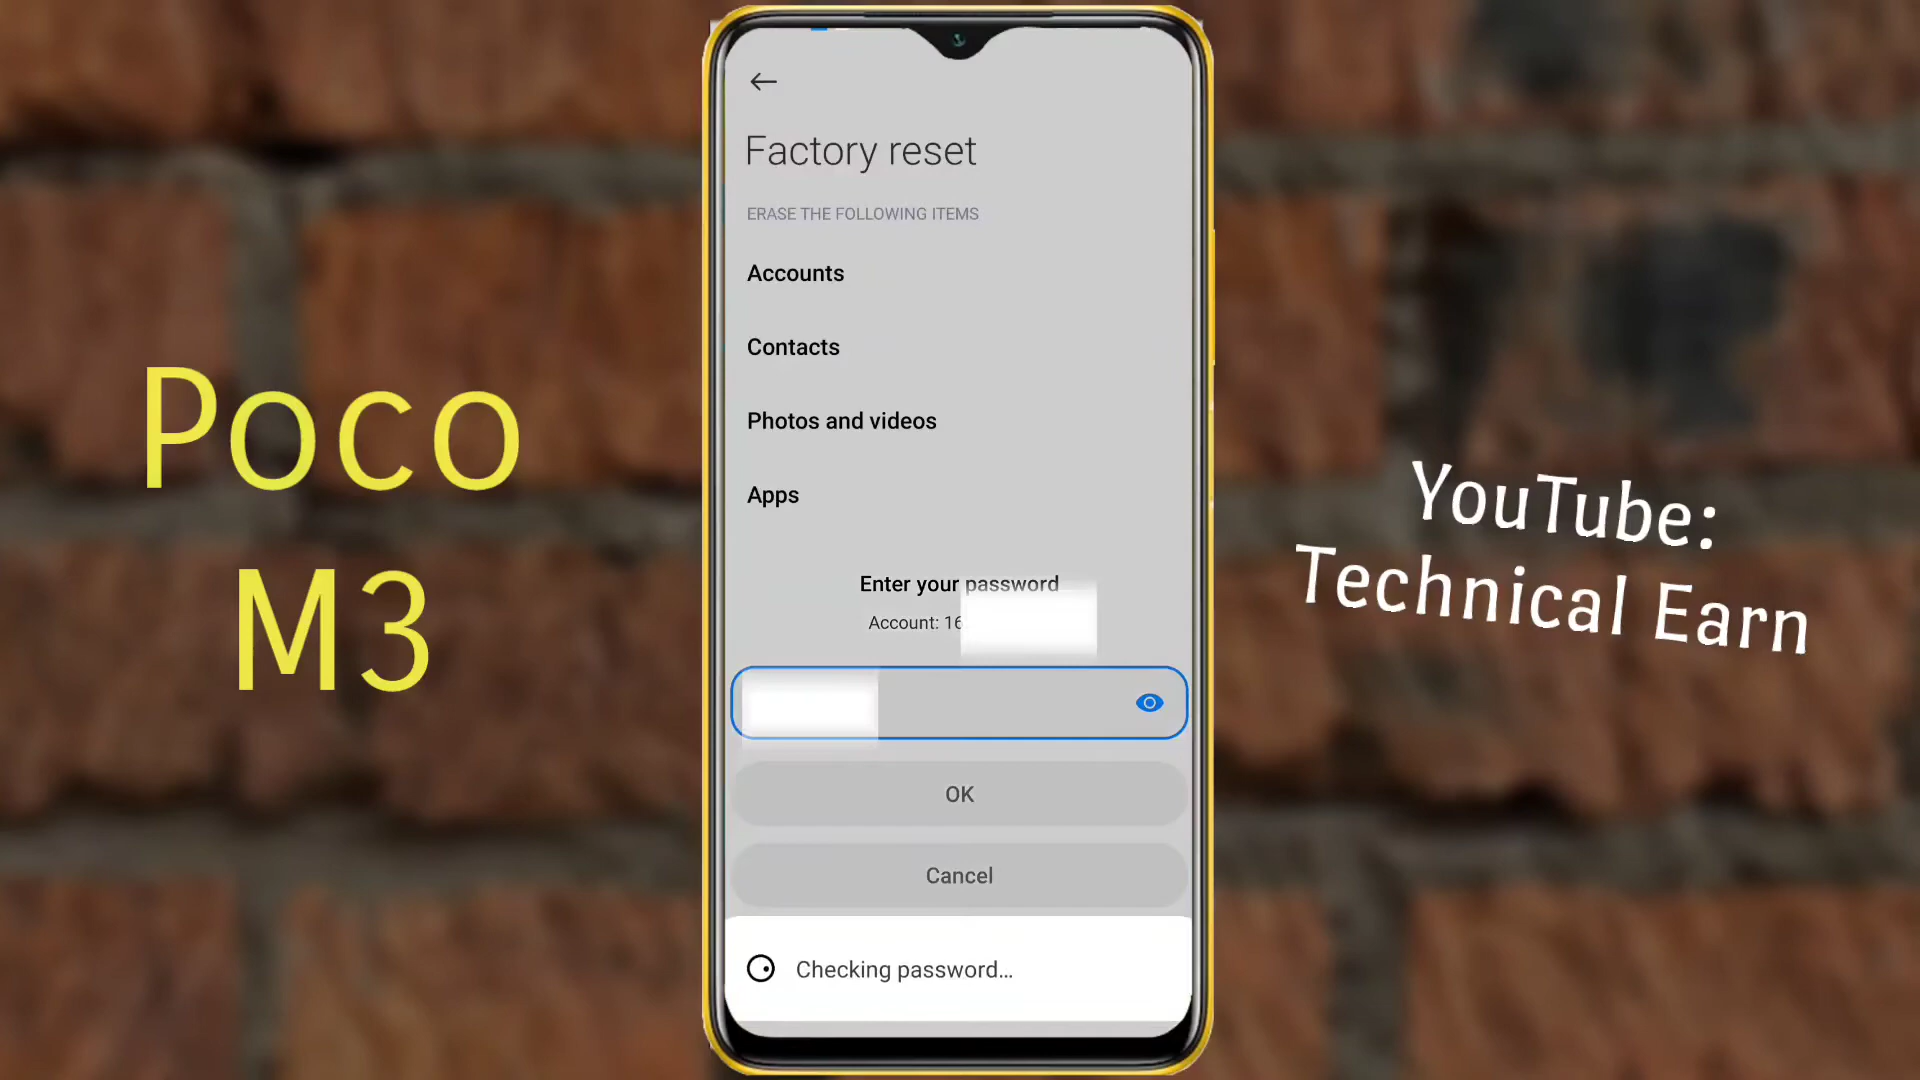 Poco
M3
Factory reset
ERASE THE FOLLOWING ITEMS
Accounts
Contacts
Photos and videos
Apps
Enter your password
Account: 16
OK
Cancel
Checking password...
YouTube:
Technical Earn